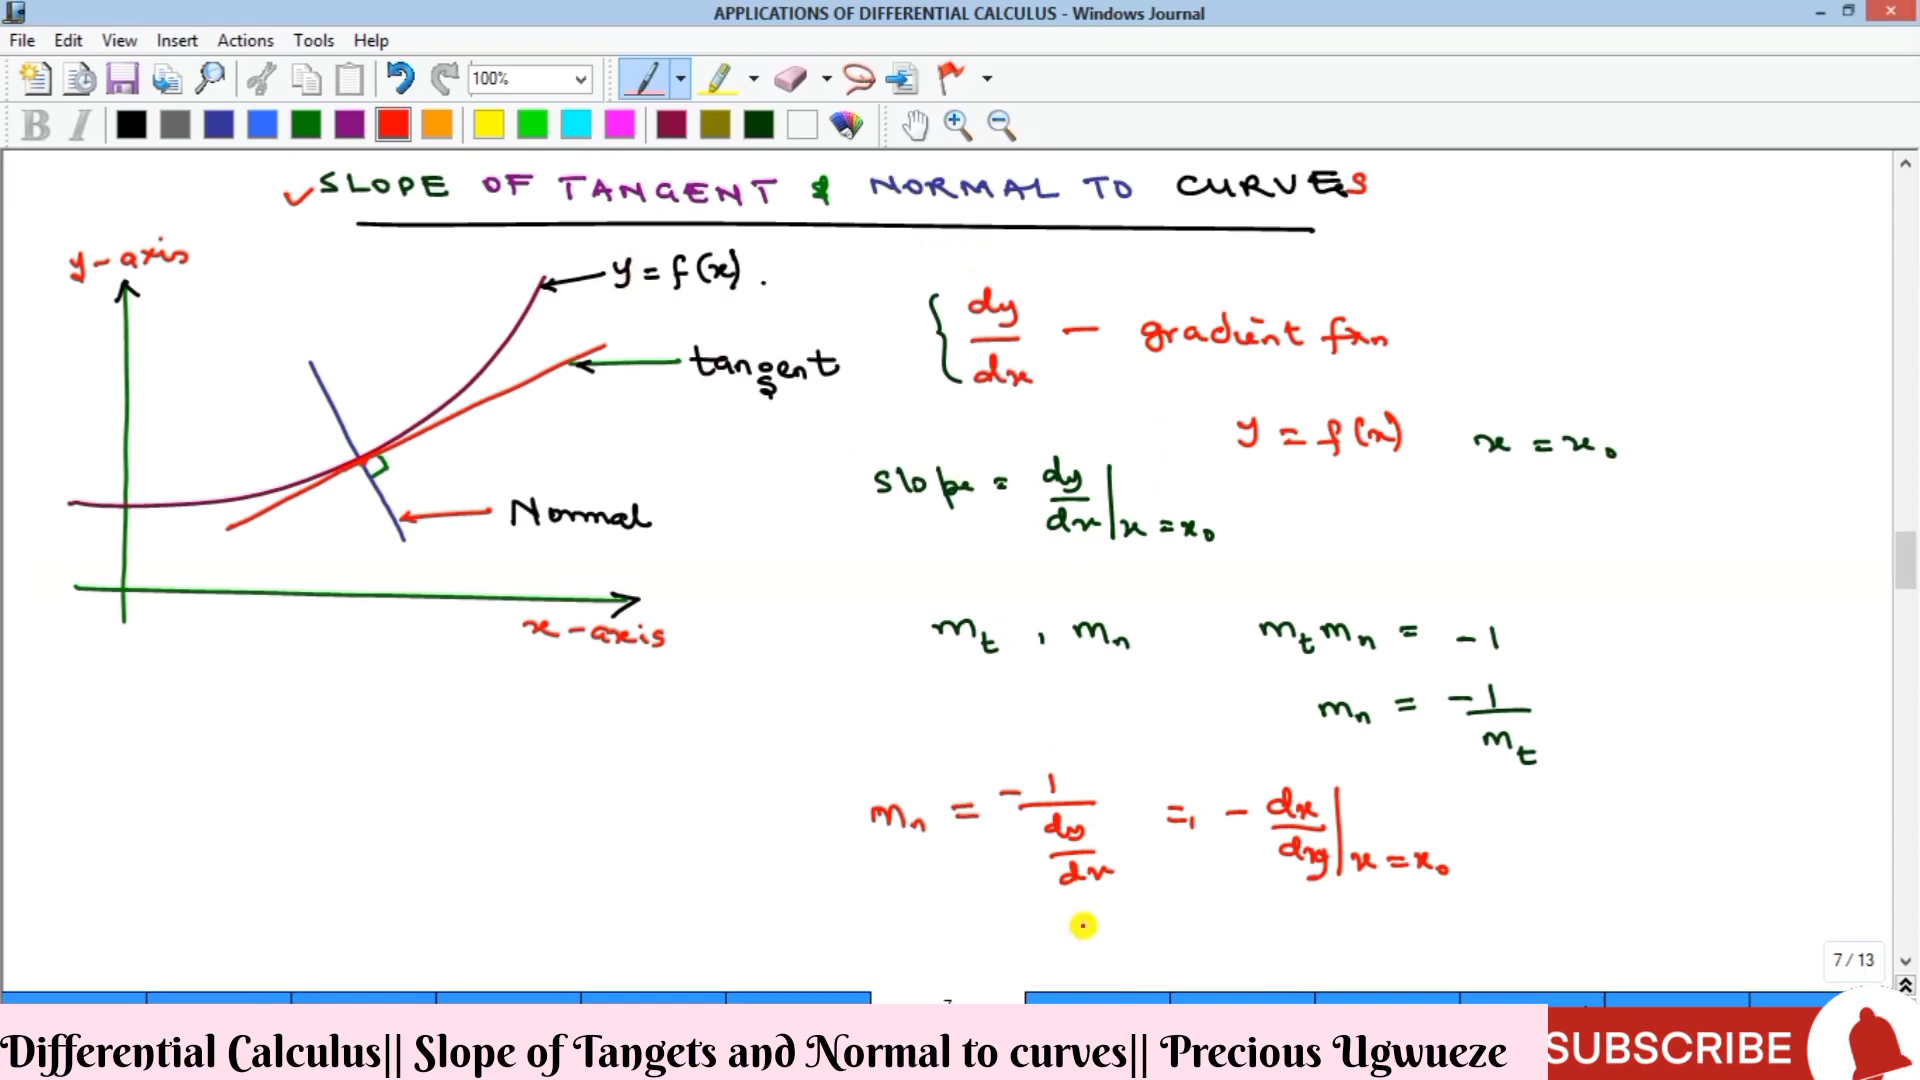 APPLICATIONS OF DIFFERENTIAL CALCULUS - Windows Journal
File Edit View Insert Actions Tools Help
100%
B I
✓SLOPE OF TANGENT & NORMAL TO CURVES
y-axis
y = f(x).
tangent
Normal
x-axis
dy/dx - gradient fxn
y = f(x) x = x₀
slope = dy/dx | x = x₀
mₜ , mₙ mₜmₙ = -1
mₙ = -1/mₜ
mₙ = -1/(dy/dx) = - dx/dy | x = x₀
7 / 13
Differential Calculus|| Slope of Tangets and Normal to curves|| Precious Ugwueze
SUBSCRIBE